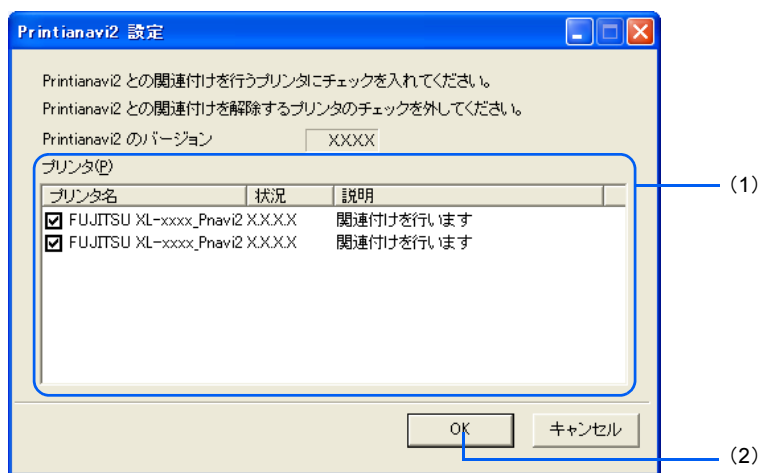 Printianavi2 設定
Printianavi2 との関連付けを行うプリンタにチェックを入れてください。
Printianavi2 との関連付けを解除するプリンタのチェックを外してください。
Printianavi2 のバージョン XXXX
プリンタ(P)
プリンタ名 状況 説明
FUJITSU XL-xxxx_Pnavi2 X.X.X.X 関連付けを行います
FUJITSU XL-xxxx_Pnavi2 X.X.X.X 関連付けを行います
(1)
OK キャンセル
(2)